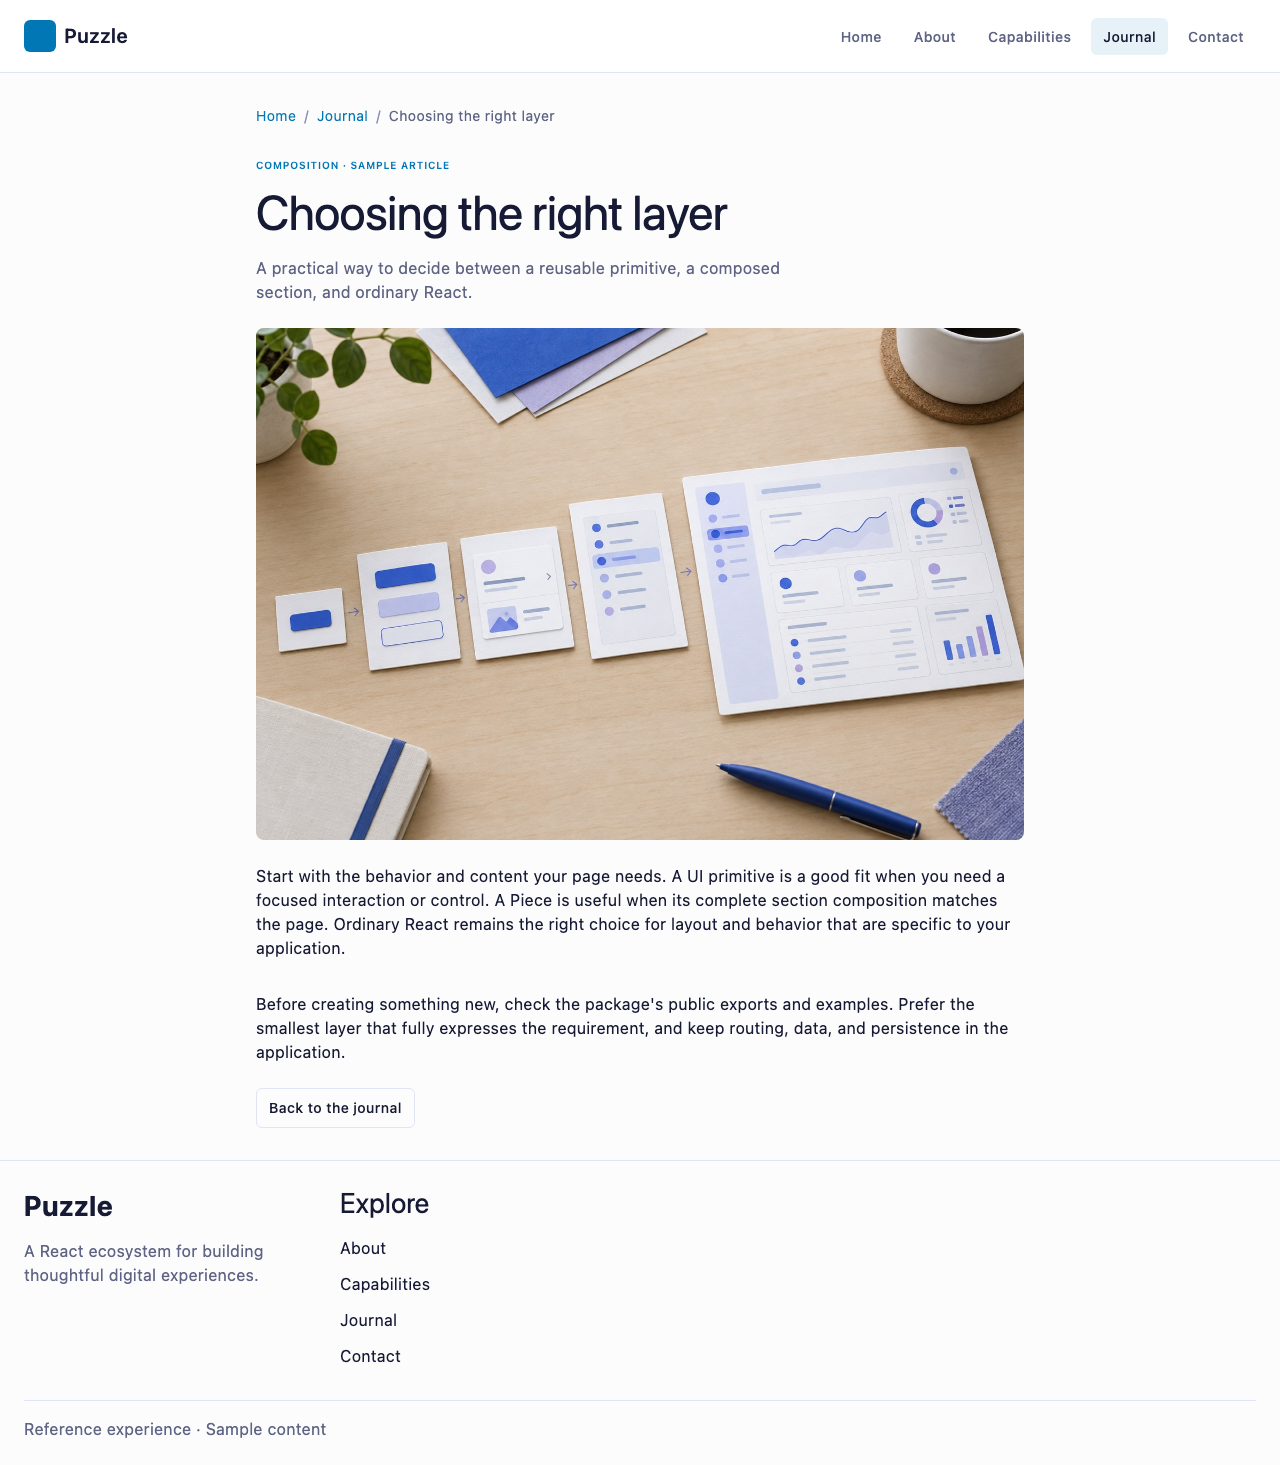 Puzzle
Home About Capabilities Journal Contact
Home / Journal / Choosing the right layer
COMPOSITION · SAMPLE ARTICLE
Choosing the right layer
A practical way to decide between a reusable primitive, a composed
section, and ordinary React.
Start with the behavior and content your page needs. A UI primitive is a good fit when you need a
focused interaction or control. A Piece is useful when its complete section composition matches
the page. Ordinary React remains the right choice for layout and behavior that are specific to your
application.
Before creating something new, check the package's public exports and examples. Prefer the
smallest layer that fully expresses the requirement, and keep routing, data, and persistence in the
application.
Back to the journal
Puzzle
A React ecosystem for building
thoughtful digital experiences.
Explore
About
Capabilities
Journal
Contact
Reference experience · Sample content